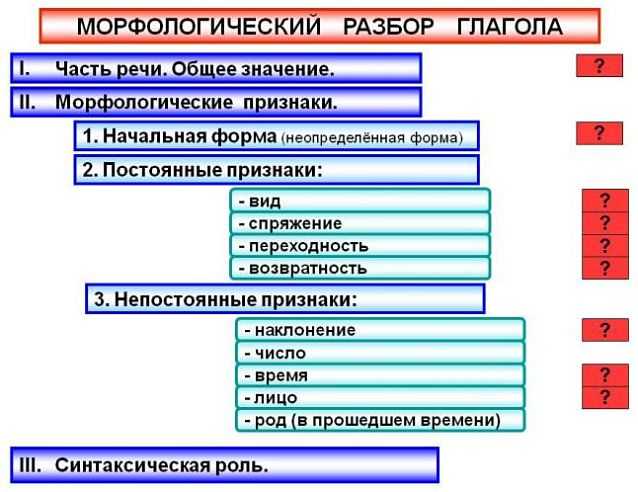 МОРФОЛОГИЧЕСКИЙ РАЗБОР ГЛАГОЛА
I. Часть речи. Общее значение. ?
II. Морфологические признаки.
1. Начальная форма (неопределённая форма) ?
2. Постоянные признаки:
- вид ?
- спряжение ?
- переходность ?
- возвратность ?
3. Непостоянные признаки:
- наклонение ?
- число
- время ?
- лицо ?
- род (в прошедшем времени)
III. Синтаксическая роль.